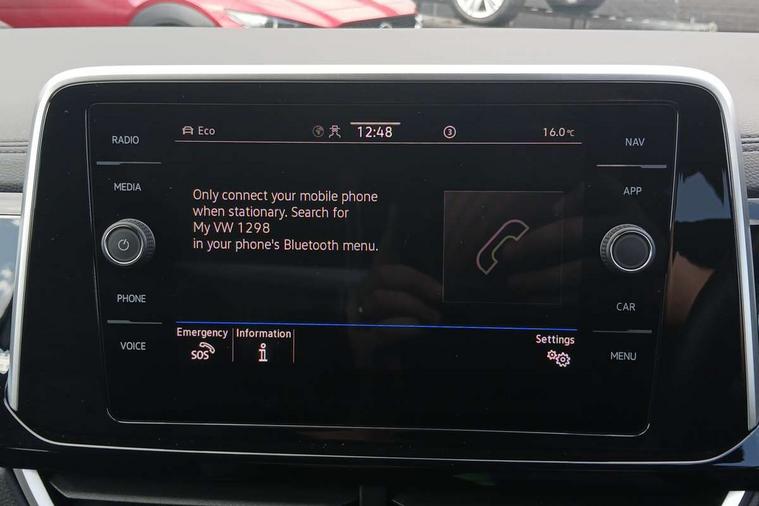 RADIO
MEDIA
PHONE
VOICE
Eco
12:48
3
16.0°C
Only connect your mobile phone
when stationary. Search for
My VW 1298
in your phone's Bluetooth menu.
Emergency
SOS
Information
i
Settings
NAV
APP
CAR
MENU